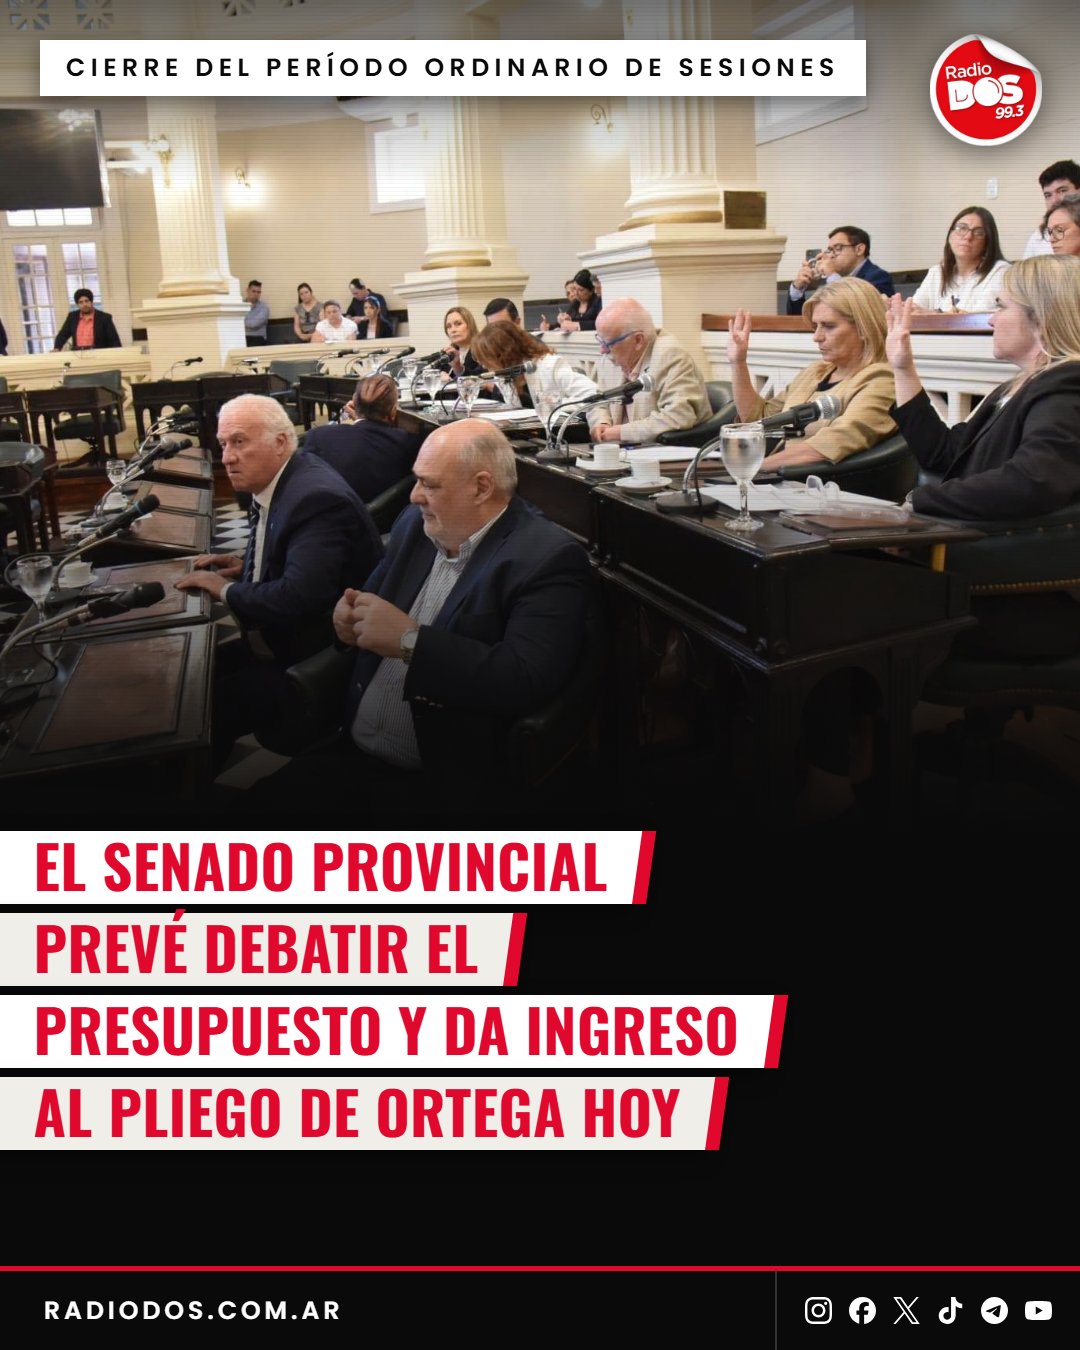 CIERRE DEL PERÍODO ORDINARIO DE SESIONES
Radio
DOS
99.3
EL SENADO PROVINCIAL
PREVÉ DEBATIR EL
PRESUPUESTO Y DA INGRESO
AL PLIEGO DE ORTEGA HOY
RADIODOS.COM.AR